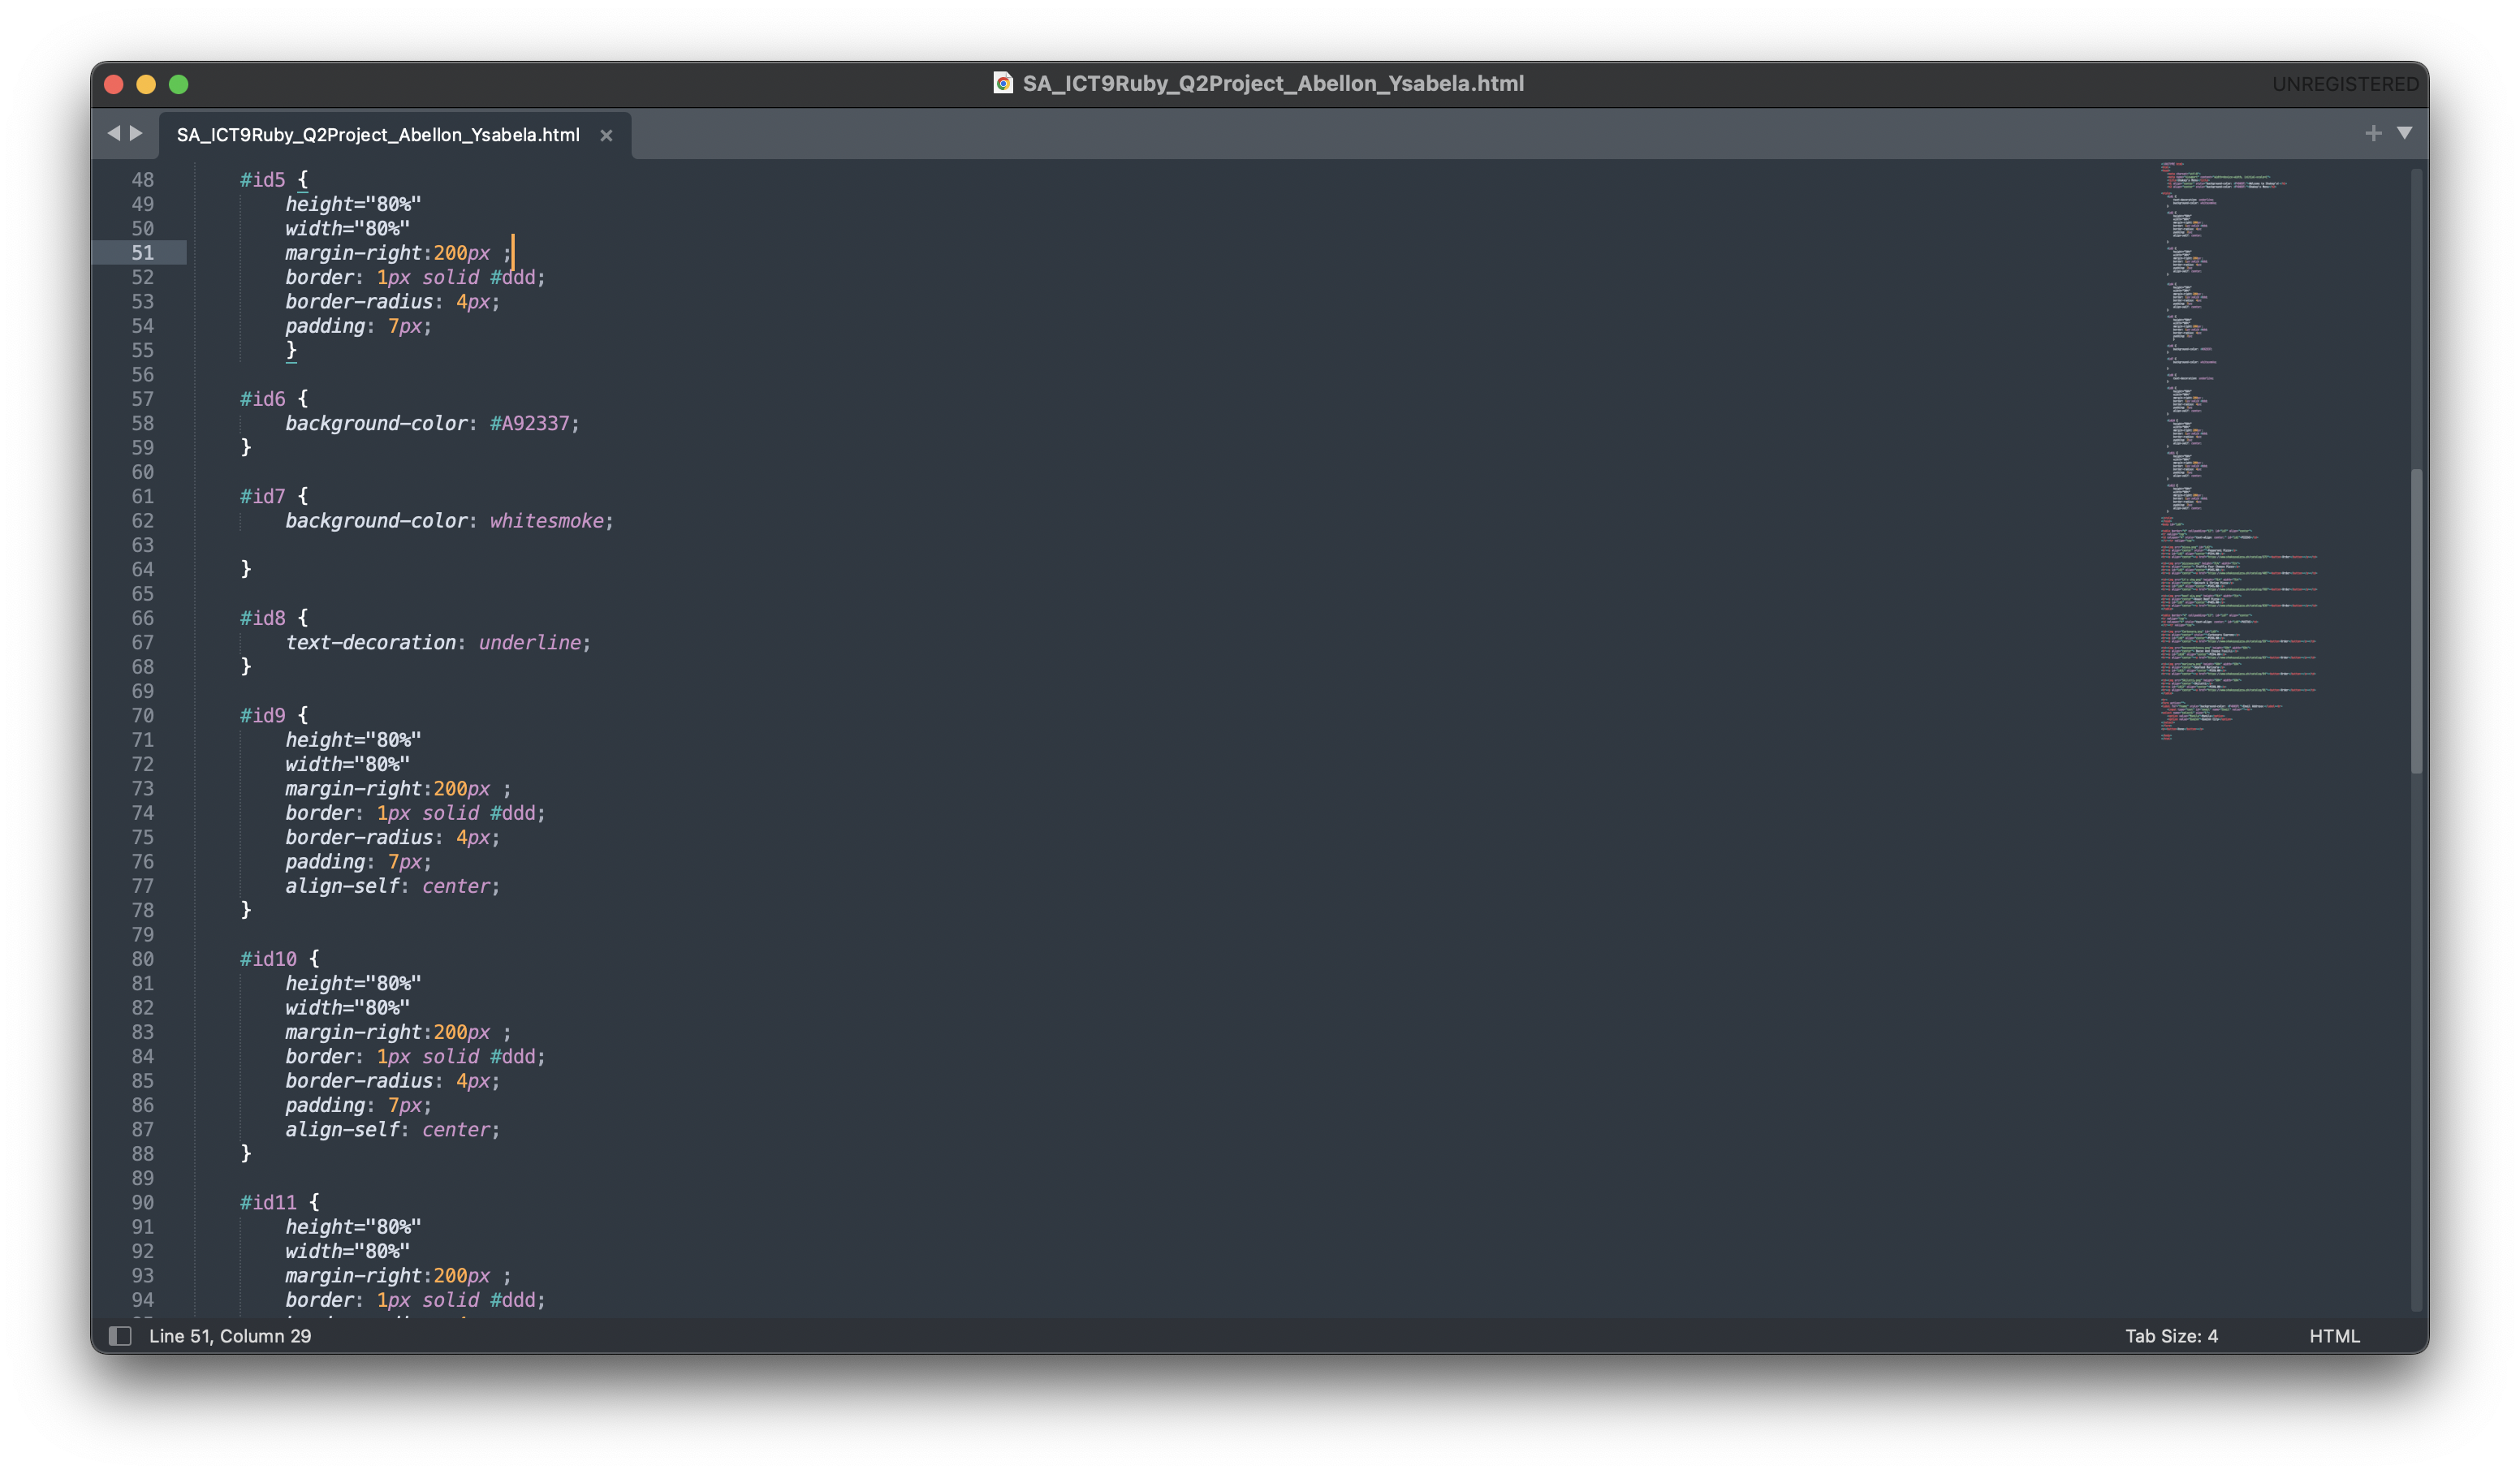 SA_ICT9Ruby_Q2Project_Abellon_Ysabela.html
UNREGISTERED
SA_ICT9Ruby_Q2Project_Abellon_Ysabela.html ×
48 #id5 {
49 height="80%"
50 width="80%"
51 margin-right:200px ;
52 border: 1px solid #ddd;
53 border-radius: 4px;
54 padding: 7px;
55 }
56
57 #id6 {
58 background-color: #A92337;
59 }
60
61 #id7 {
62 background-color: whitesmoke;
63
64 }
65
66 #id8 {
67 text-decoration: underline;
68 }
69
70 #id9 {
71 height="80%"
72 width="80%"
73 margin-right:200px ;
74 border: 1px solid #ddd;
75 border-radius: 4px;
76 padding: 7px;
77 align-self: center;
78 }
79
80 #id10 {
81 height="80%"
82 width="80%"
83 margin-right:200px ;
84 border: 1px solid #ddd;
85 border-radius: 4px;
86 padding: 7px;
87 align-self: center;
88 }
89
90 #id11 {
91 height="80%"
92 width="80%"
93 margin-right:200px ;
94 border: 1px solid #ddd;
Line 51, Column 29
Tab Size: 4
HTML